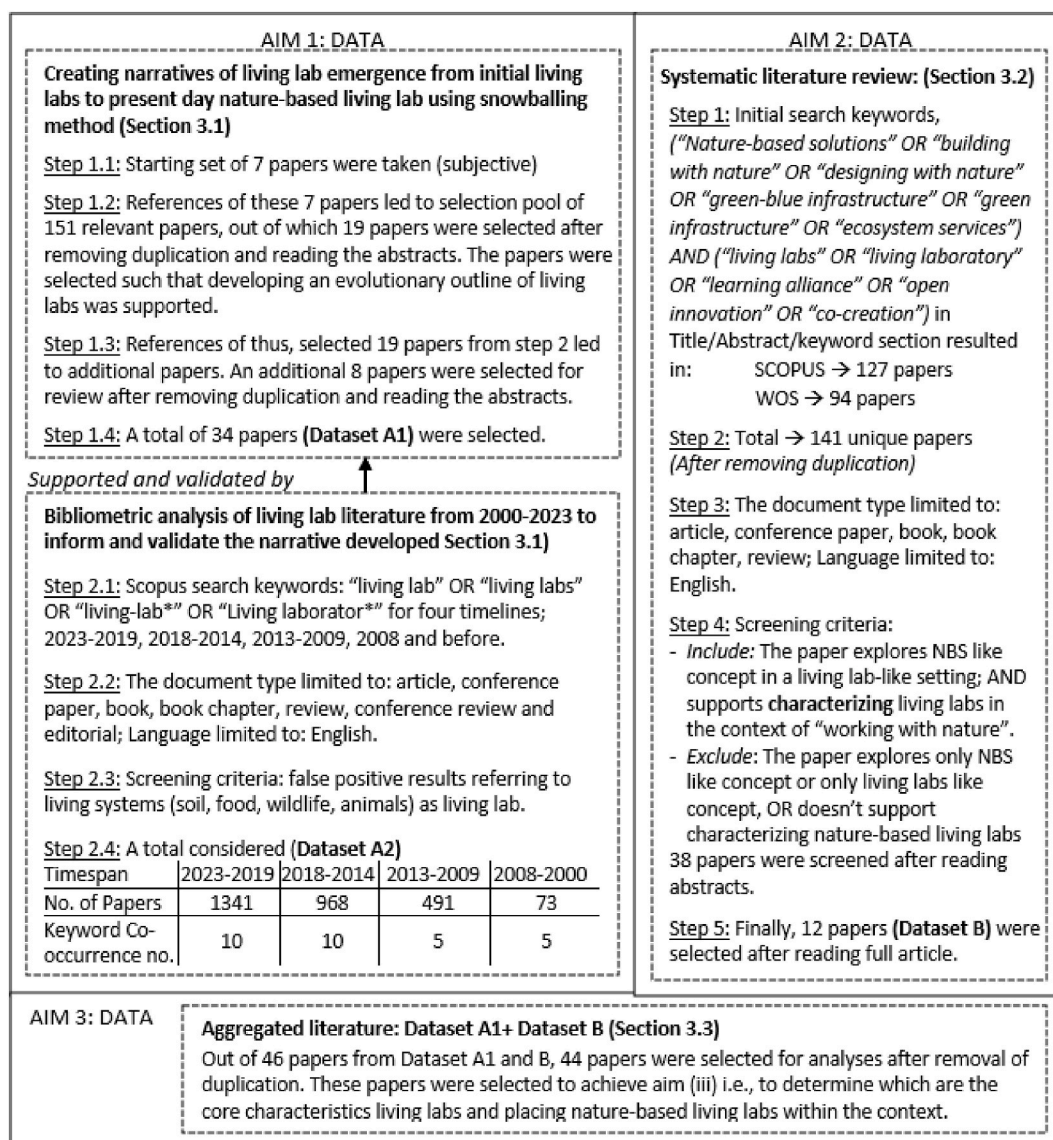 AIM 1: DATA
Creating narratives of living lab emergence from initial living
labs to present day nature-based living lab using snowballing
method (Section 3.1)
Step 1.1: Starting set of 7 papers were taken (subjective)
Step 1.2: References of these 7 papers led to selection pool of
151 relevant papers, out of which 19 papers were selected after
removing duplication and reading the abstracts. The papers were
selected such that developing an evolutionary outline of living
labs was supported.
Step 1.3: References of thus, selected 19 papers from step 2 led
to additional papers. An additional 8 papers were selected for
review after removing duplication and reading the abstracts.
Step 1.4: A total of 34 papers (Dataset A1) were selected.
Supported and validated by
Bibliometric analysis of living lab literature from 2000-2023 to
inform and validate the narrative developed Section 3.1)
Step 2.1: Scopus search keywords: “living lab” OR “living labs”
OR “living-lab*” OR “Living laborator*” for four timelines;
2023-2019, 2018-2014, 2013-2009, 2008 and before.
Step 2.2: The document type limited to: article, conference
paper, book, book chapter, review, conference review and
editorial; Language limited to: English.
Step 2.3: Screening criteria: false positive results referring to
living systems (soil, food, wildlife, animals) as living lab.
Step 2.4: A total considered (Dataset A2)
Timespan 2023-2019 2018-2014 2013-2009 2008-2000
No. of Papers 1341 968 491 73
Keyword Co-
occurrence no. 10 10 5 5
AIM 2: DATA
Systematic literature review: (Section 3.2)
Step 1: Initial search keywords,
(“Nature-based solutions” OR “building
with nature” OR “designing with nature”
OR “green-blue infrastructure” OR “green
infrastructure” OR “ecosystem services”)
AND (“living labs” OR “living laboratory”
OR “learning alliance” OR “open
innovation” OR “co-creation”) in
Title/Abstract/keyword section resulted
in: SCOPUS → 127 papers
WOS → 94 papers
Step 2: Total → 141 unique papers
(After removing duplication)
Step 3: The document type limited to:
article, conference paper, book, book
chapter, review; Language limited to:
English.
Step 4: Screening criteria:
- Include: The paper explores NBS like
concept in a living lab-like setting; AND
supports characterizing living labs in
the context of “working with nature”.
- Exclude: The paper explores only NBS
like concept or only living labs like
concept, OR doesn’t support
characterizing nature-based living labs
38 papers were screened after reading
abstracts.
Step 5: Finally, 12 papers (Dataset B) were
selected after reading full article.
AIM 3: DATA
Aggregated literature: Dataset A1+ Dataset B (Section 3.3)
Out of 46 papers from Dataset A1 and B, 44 papers were selected for analyses after removal of
duplication. These papers were selected to achieve aim (iii) i.e., to determine which are the
core characteristics living labs and placing nature-based living labs within the context.